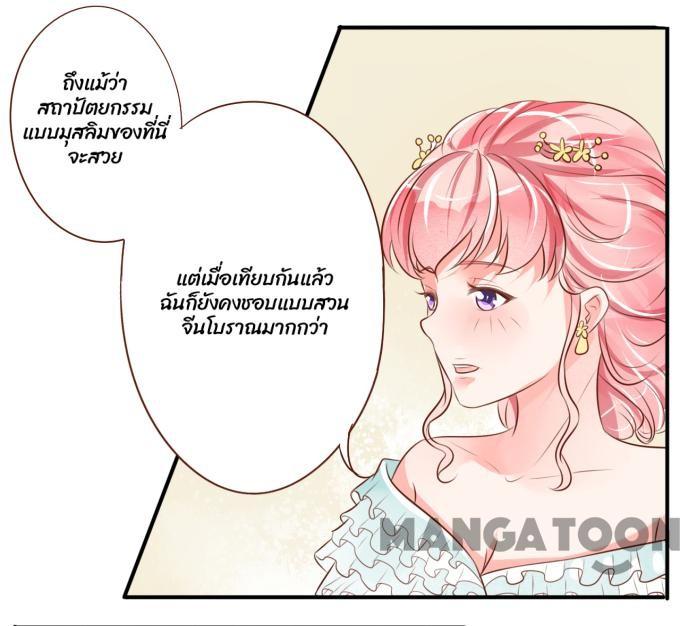 ถึงแม้ว่า
สถาปัตยกรรม
แบบมุสลิมของที่นี่
จะสวย
แต่เมื่อเทียบกันแล้ว
ฉันก็ยังคงชอบแบบสวน
จีนโบราณมากกว่า
MANGATOON